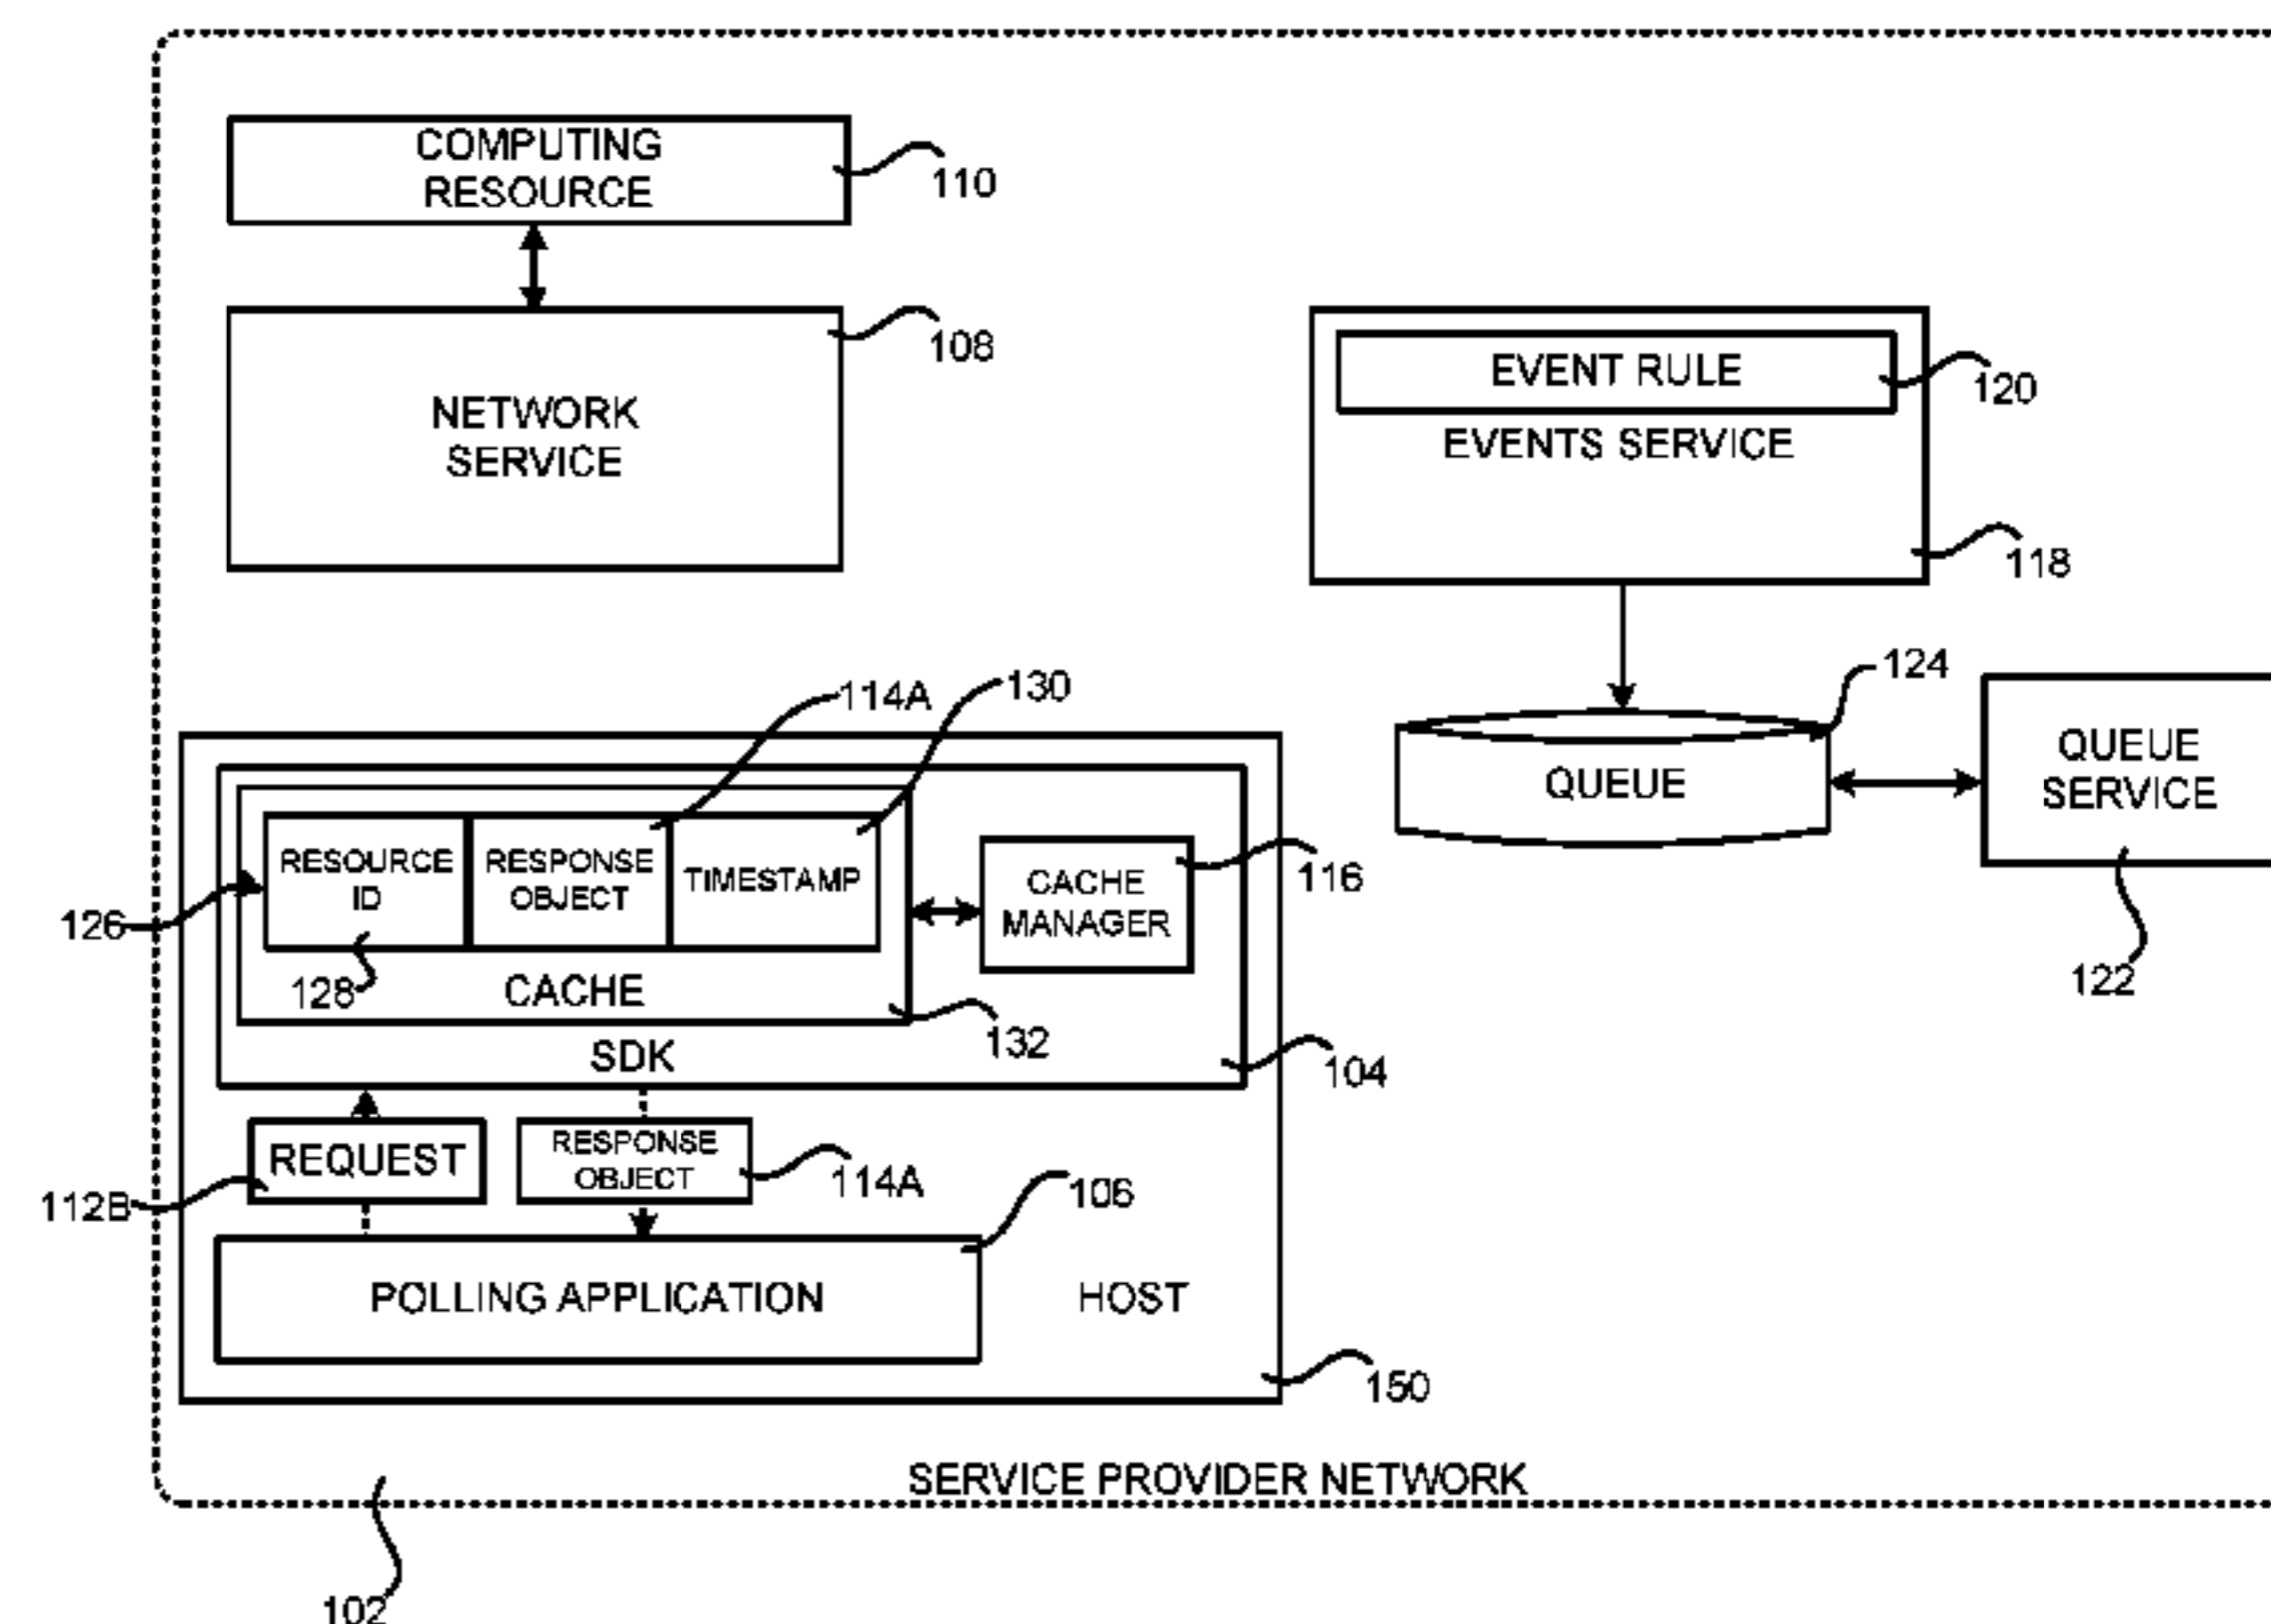 COMPUTING
RESOURCE
110
NETWORK
SERVICE
108
EVENT RULE
120
EVENTS SERVICE
118
114A
130
124
QUEUE
QUEUE
SERVICE
122
RESOURCE
ID
RESPONSE
OBJECT
TIMESTAMP
126
128
CACHE
132
CACHE
MANAGER
116
SDK
104
REQUEST
112B
RESPONSE
OBJECT
114A
106
POLLING APPLICATION
HOST
150
SERVICE PROVIDER NETWORK
102